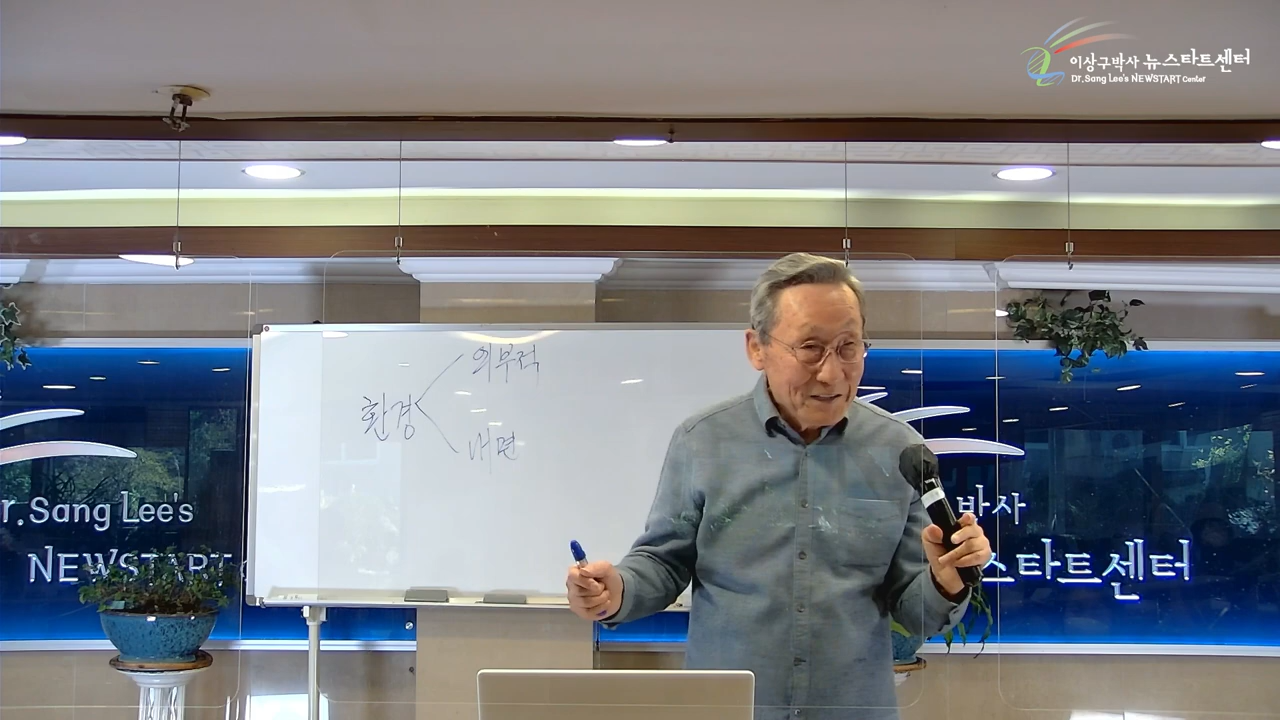 이상구박사 뉴스타트센터
Dr.Sang Lee's NEWSTART Center
환경
외부적
내면
r.Sang Lee's
NEWSTART
박사
스타트센터